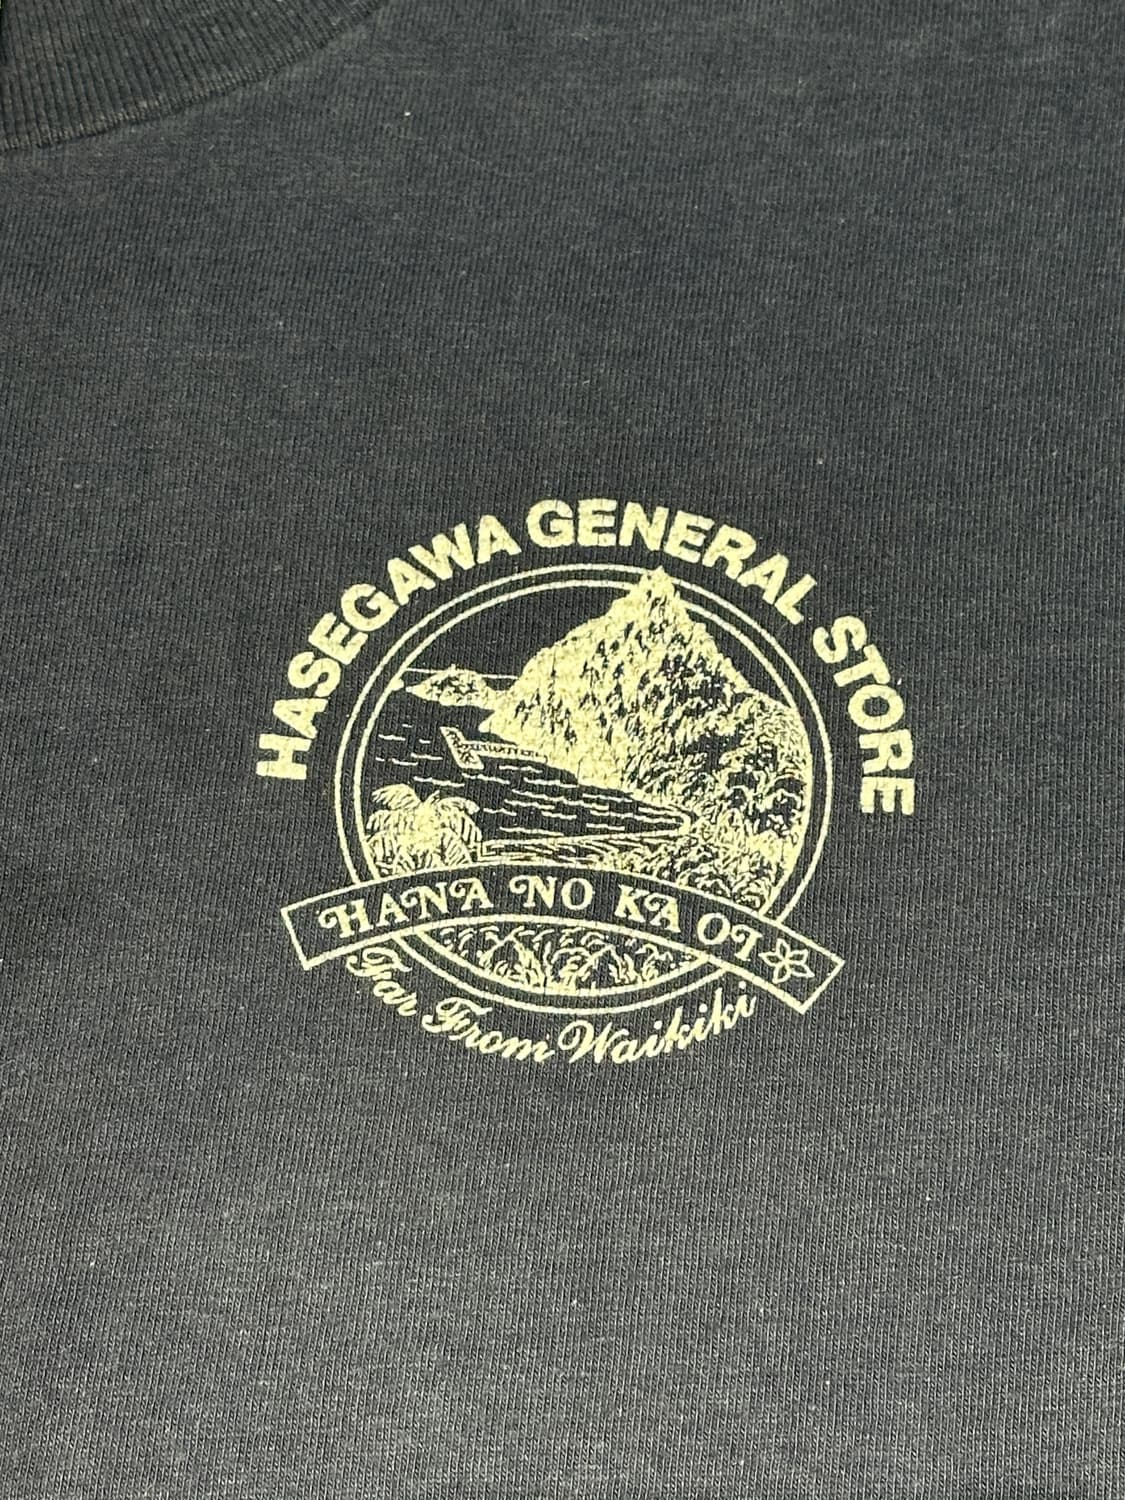 HASEGAWA GENERAL STORE
HANA NO KA OI
Far From Waikiki